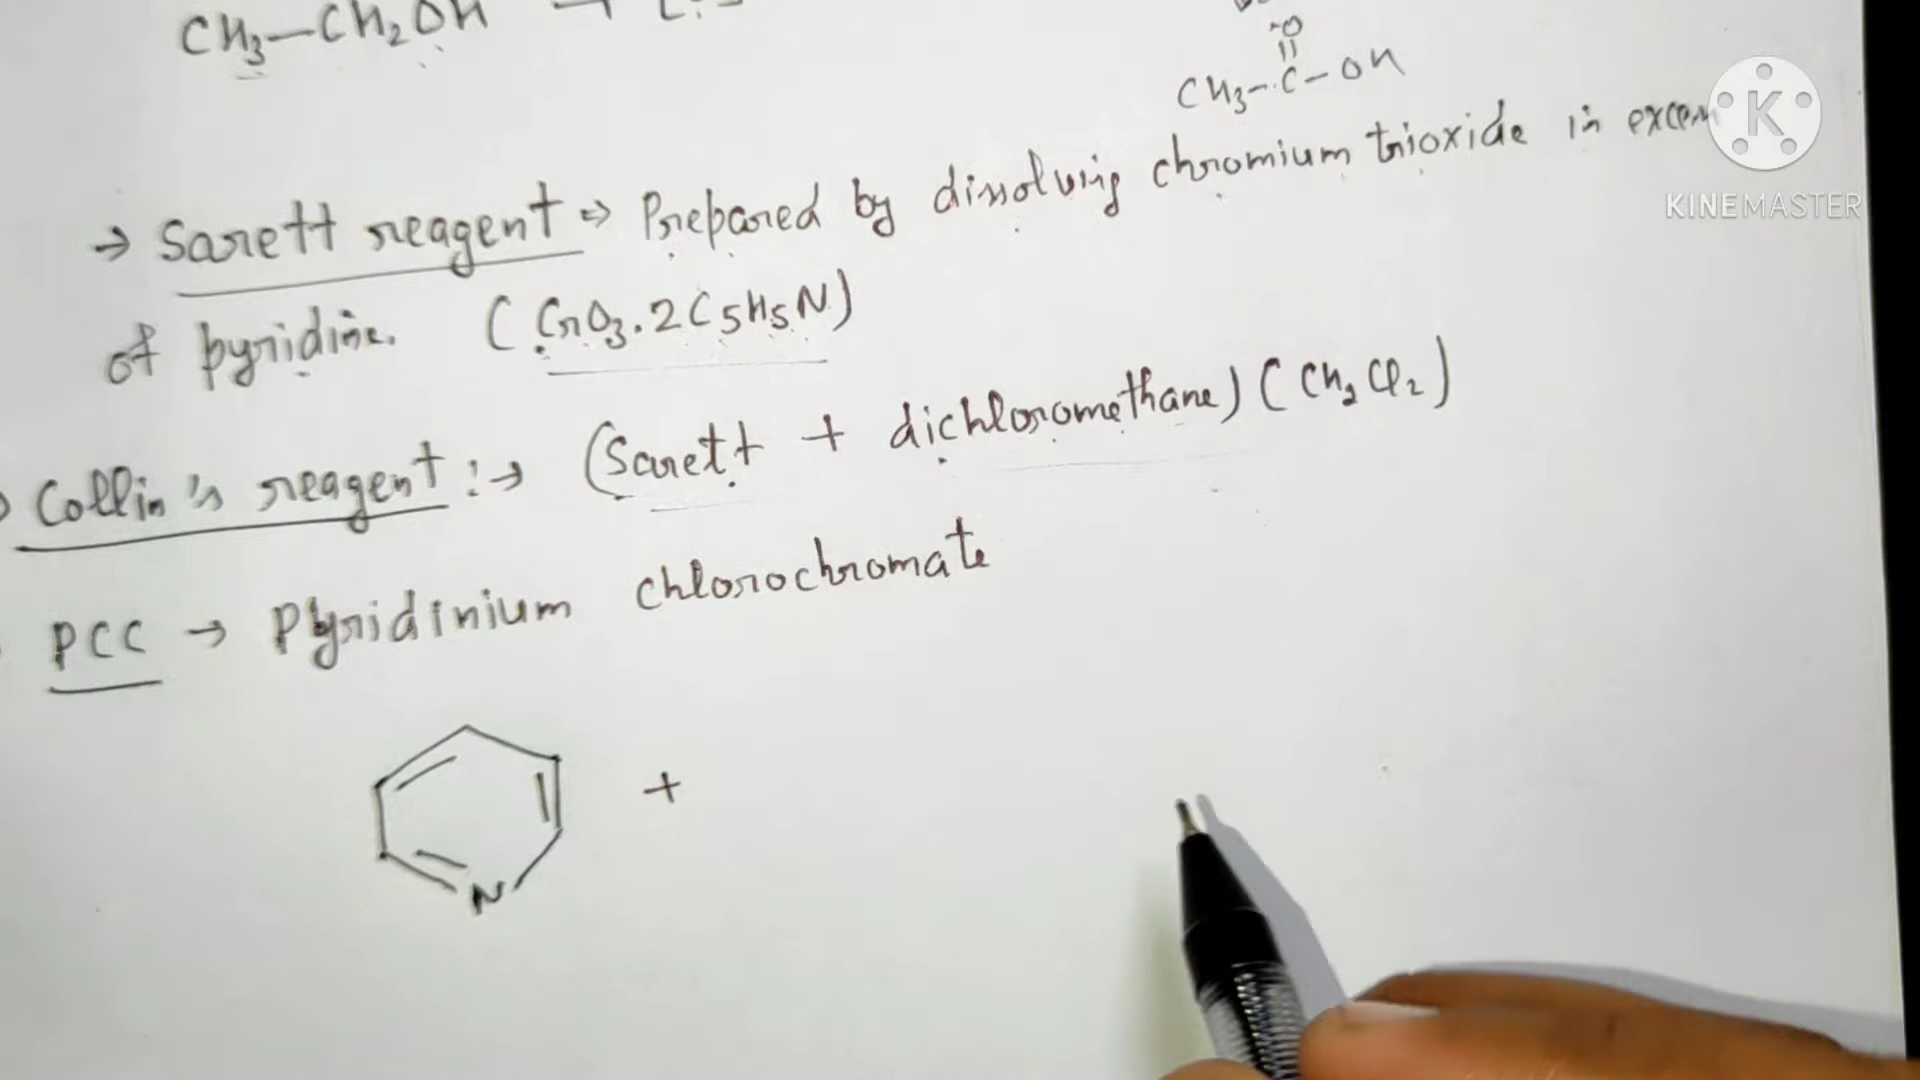 CH3-CH2OH →
O
CH3-C-OH
→ Sarett reagent ⇒ Prepared by dissolving chromium trioxide in
of pyridine. (CrO3.2C5H5N)
Collin's reagent :→ (Sarett + dichloromethane) (CH2Cl2)
PCC → Pyridinium chlorochromate
+
N
K
KINEMASTER